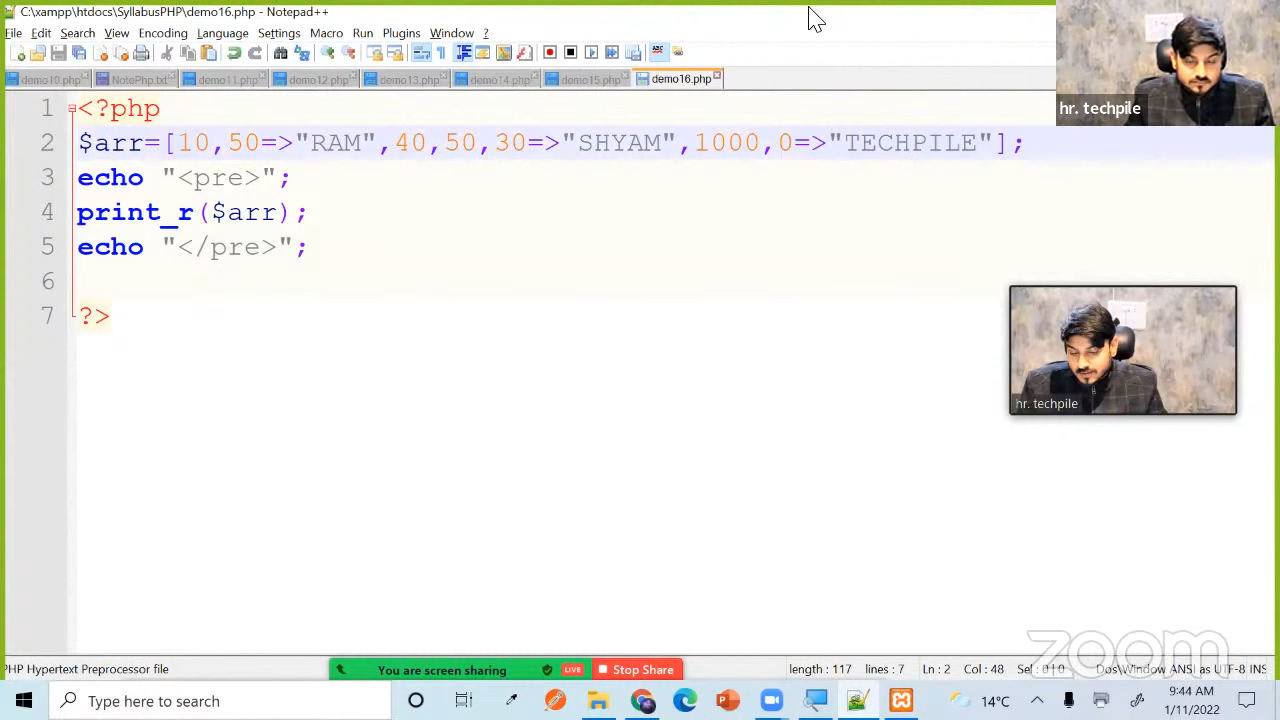 C:\xampp\htdocs\SyllabusPHP\demo16.php - Notepad++
File Edit Search View Encoding Language Settings Macro Run Plugins Window ?
demo10.php NotePhp.txt demo11.php demo12.php demo13.php demo14.php demo15.php demo16.php
hr. techpile
1 <?php
2 $arr=[10,50=>"RAM",40,50,30=>"SHYAM",1000,0=>"TECHPILE"];
3 echo "<pre>";
4 print_r($arr);
5 echo "</pre>";
6
7 ?>
hr. techpile
zoom
PHP Hypertext Preprocessor file You are screen sharing LIVE Stop Share length : 117 lines : 7 Ln : 2 Sel : 0 | 0 ANSI as UTF-8 INS
Type here to search 14°C 9:44 AM
1/11/2022